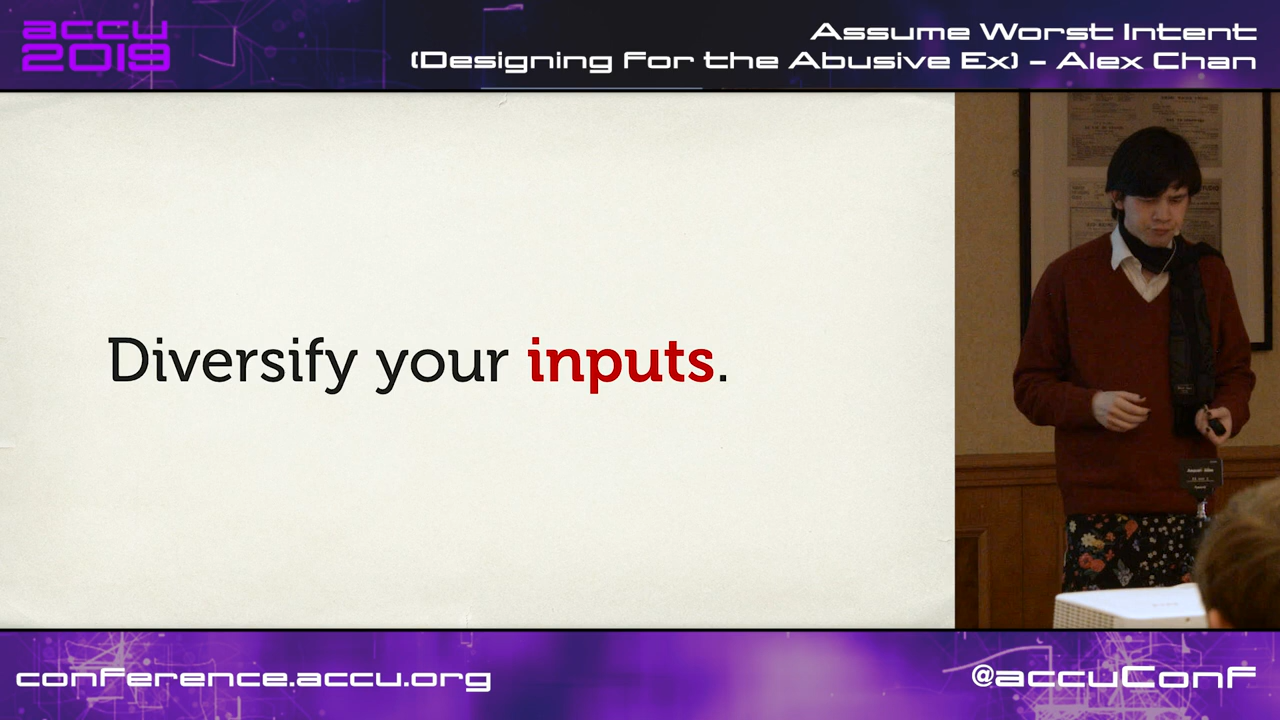 accu
2019
Assume Worst Intent
(Designing For the Abusive Ex) – Alex Chan
Diversify your inputs.
conference.accu.org
@accuConf